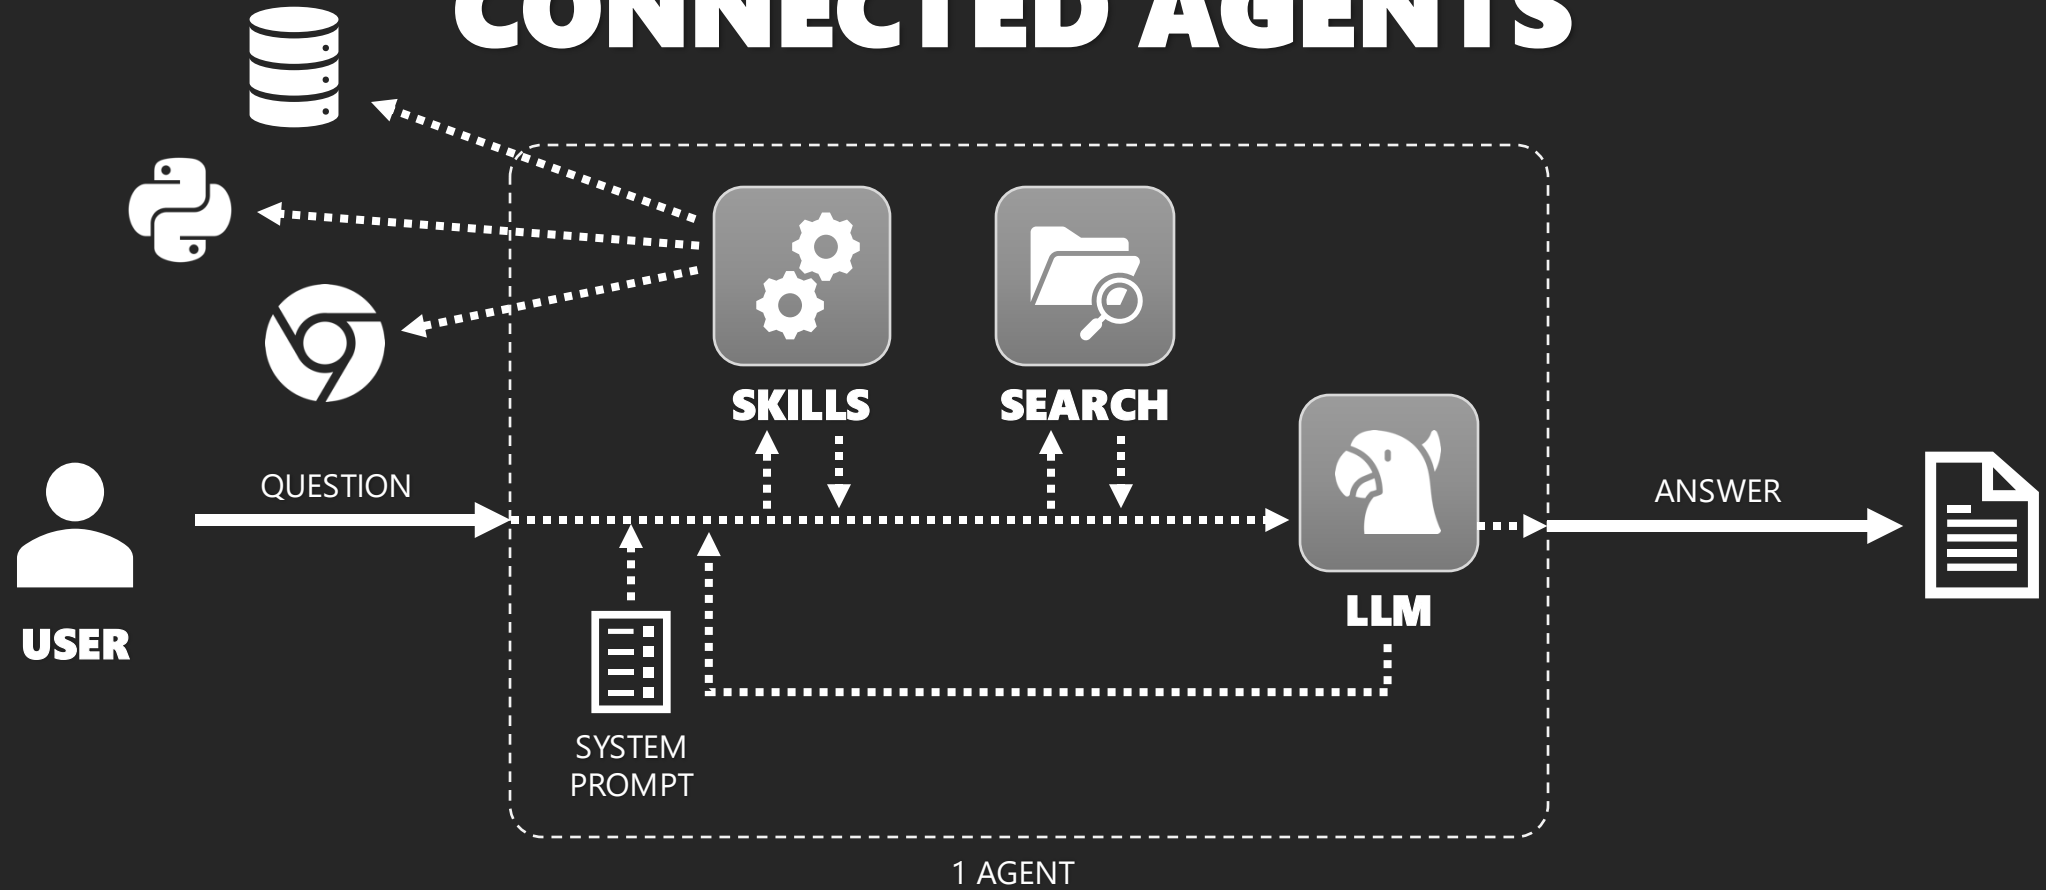 CONNECTED AGENTS
SKILLS
SEARCH
QUESTION
ANSWER
LLM
USER
SYSTEM
PROMPT
1 AGENT